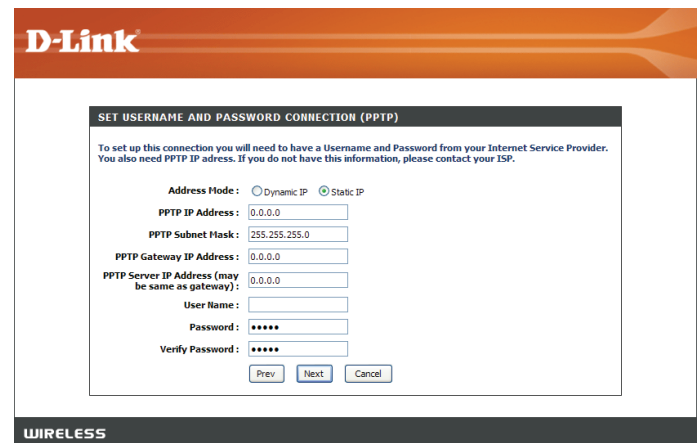 D-Link
SET USERNAME AND PASSWORD CONNECTION (PPTP)
To set up this connection you will need to have a Username and Password from your Internet Service Provider.
You also need PPTP IP adress. If you do not have this information, please contact your ISP.
Address Mode : Dynamic IP Static IP
PPTP IP Address : 0.0.0.0
PPTP Subnet Mask : 255.255.255.0
PPTP Gateway IP Address : 0.0.0.0
PPTP Server IP Address (may
be same as gateway) : 0.0.0.0
User Name :
Password : •••••
Verify Password : •••••
Prev Next Cancel
WIRELESS